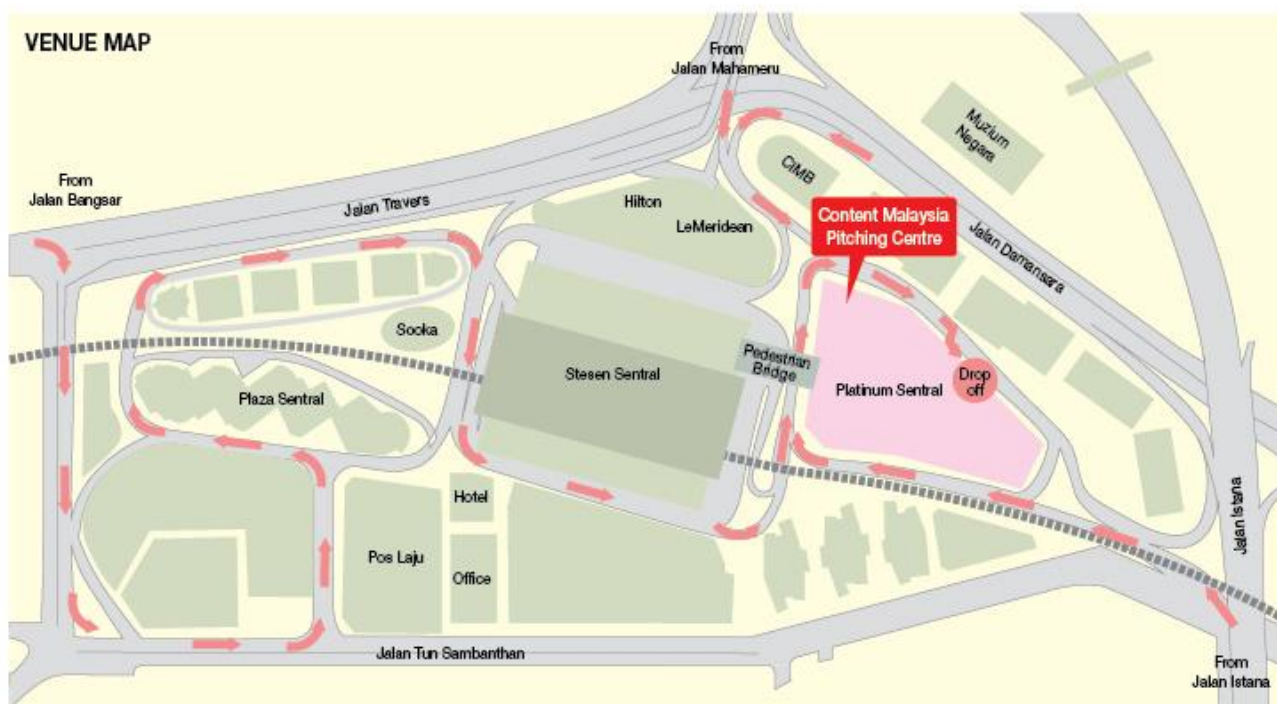 VENUE MAP
From
Jalan Mahameru
Muzium
Negara
From
Jalan Bangsar
Jalan Travers
CIMB
Hilton
LeMeridean
Content Malaysia
Pitching Centre
Jalan Damansara
Sooka
Stesen Sentral
Pedestrian
Bridge
Platinum Sentral
Drop
off
Plaza Sentral
Jalan Istana
Hotel
Pos Laju
Office
Jalan Tun Sambanthan
From
Jalan Istana